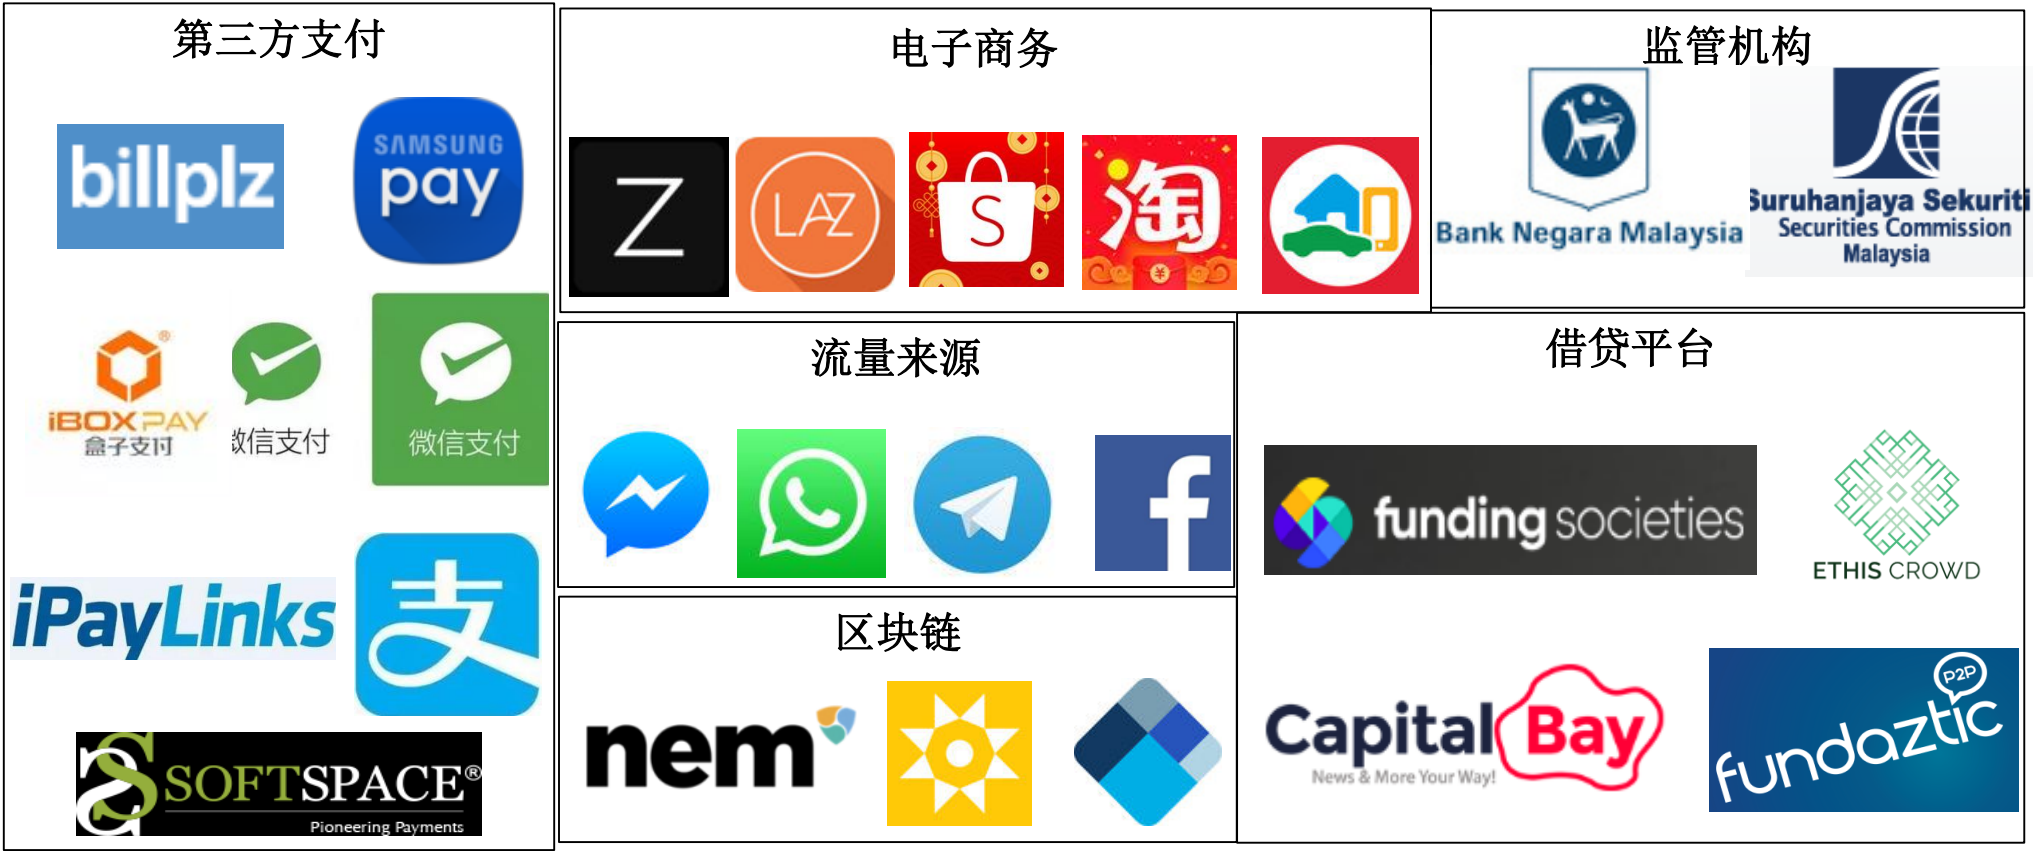 第三方支付
billplz
SAMSUNG
pay
iBOXPAY®
盒子支付
微信支付
微信支付
iPayLinks
支
SOFTSPACE®
Pioneering Payments
电子商务
Z
LAZ
S
淘
¥
监管机构
Bank Negara Malaysia
Suruhanjaya Sekuriti
Securities Commission
Malaysia
流量来源
f
借贷平台
funding societies
ETHIS CROWD
Capital Bay
News & More Your Way!
P2P
fundaztic
区块链
nem